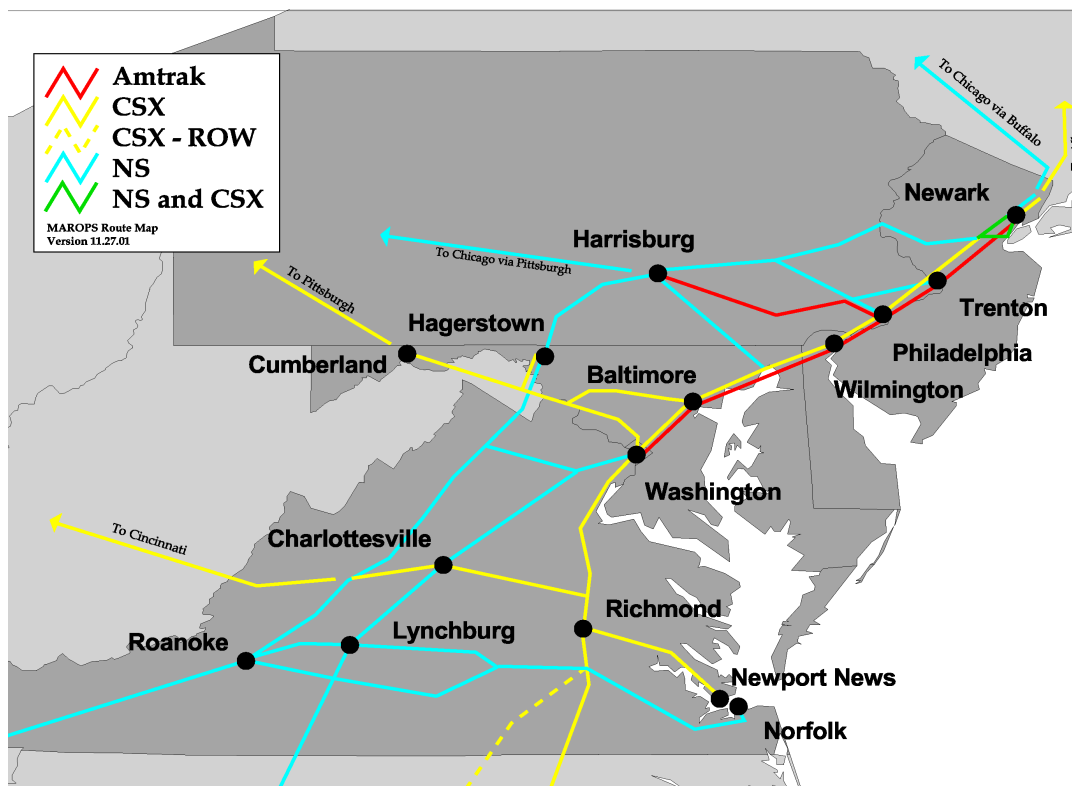 Amtrak
CSX
CSX - ROW
NS
NS and CSX
MAROPS Route Map
Version 11.27.01
To Chicago via Buffalo
Newark
Harrisburg
To Chicago via Pittsburgh
To Pittsburgh
Trenton
Hagerstown
Philadelphia
Cumberland
Baltimore
Wilmington
Washington
To Cincinnati
Charlottesville
Richmond
Lynchburg
Roanoke
Newport News
Norfolk